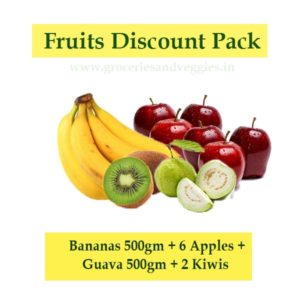 Fruits Discount Pack
www.groceriesandveggies.in
Bananas 500gm + 6 Apples +
Guava 500gm + 2 Kiwis